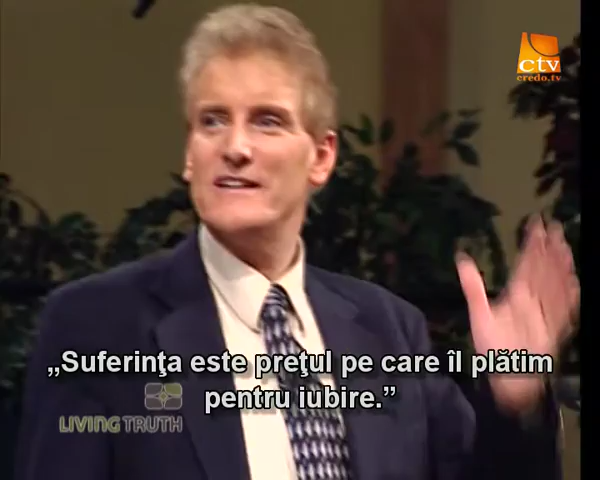 ctv
credo.tv
„Suferinţa este preţul pe care îl plătim
pentru iubire.”
LIVING TRUTH